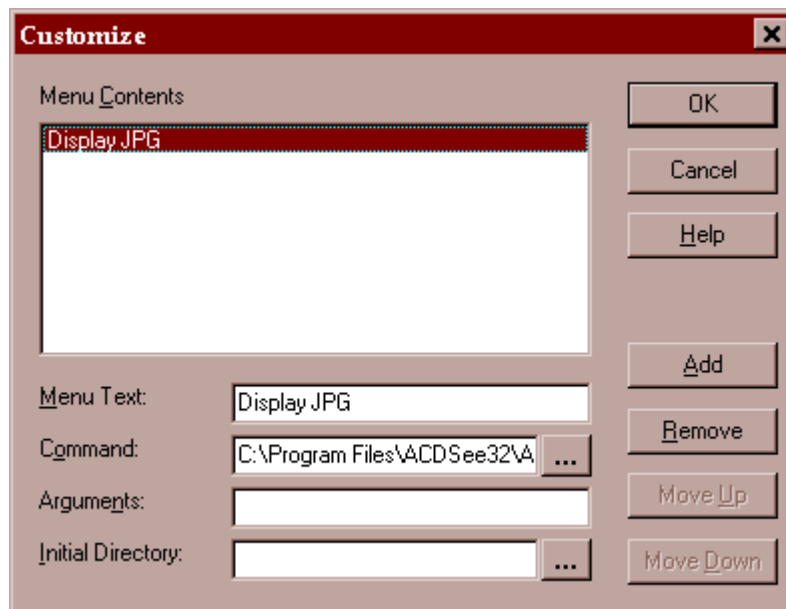 Customize
Menu Contents
Display JPG
OK
Cancel
Help
Add
Remove
Move Up
Move Down
Menu Text:
Display JPG
Command:
C:\Program Files\ACDSee32\A
...
Arguments:
Initial Directory:
...